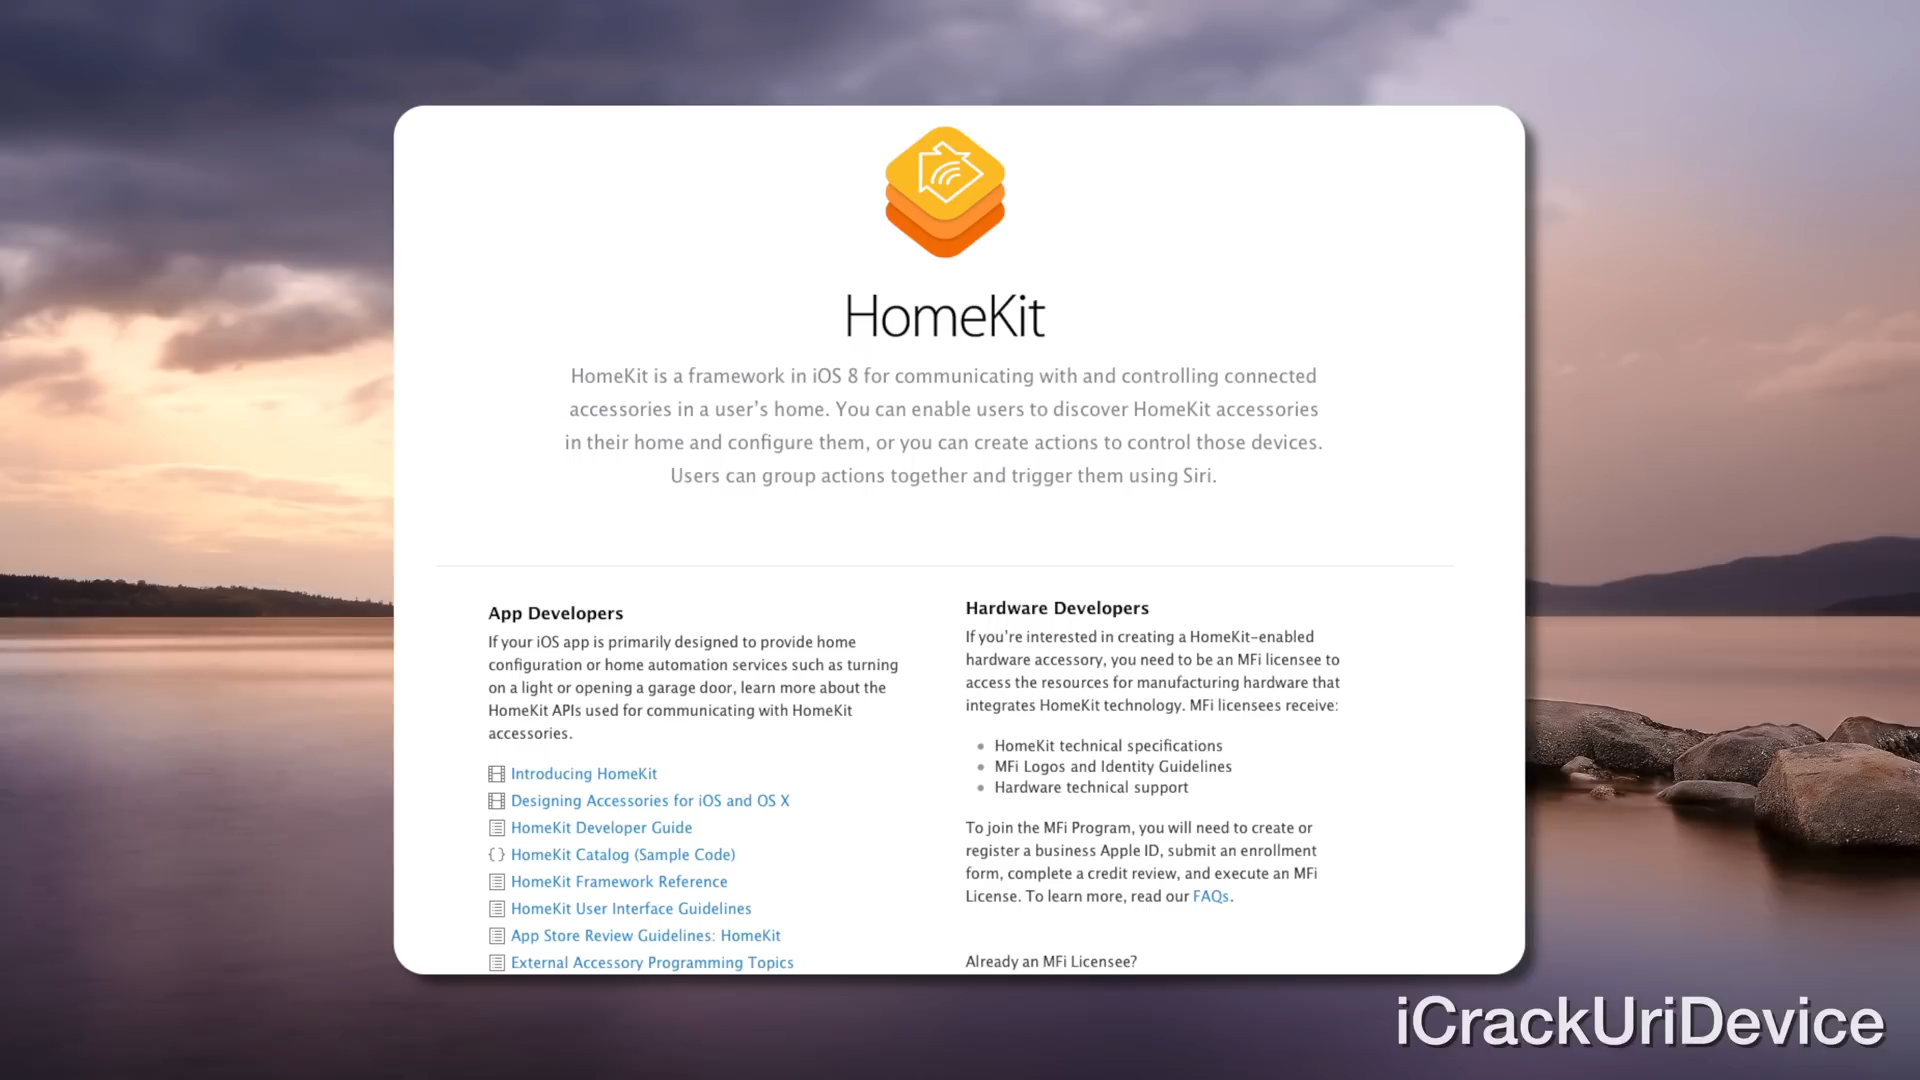 HomeKit
HomeKit is a framework in iOS 8 for communicating with and controlling connected
accessories in a user's home. You can enable users to discover HomeKit accessories
in their home and configure them, or you can create actions to control those devices.
Users can group actions together and trigger them using Siri.
App Developers
If your iOS app is primarily designed to provide home
configuration or home automation services such as turning
on a light or opening a garage door, learn more about the
HomeKit APIs used for communicating with HomeKit
accessories.
Introducing HomeKit
Designing Accessories for iOS and OS X
HomeKit Developer Guide
HomeKit Catalog (Sample Code)
HomeKit Framework Reference
HomeKit User Interface Guidelines
App Store Review Guidelines: HomeKit
External Accessory Programming Topics
Hardware Developers
If you're interested in creating a HomeKit-enabled
hardware accessory, you need to be an MFi licensee to
access the resources for manufacturing hardware that
integrates HomeKit technology. MFi licensees receive:
• HomeKit technical specifications
• MFi Logos and Identity Guidelines
• Hardware technical support
To join the MFi Program, you will need to create or
register a business Apple ID, submit an enrollment
form, complete a credit review, and execute an MFi
License. To learn more, read our FAQs.
Already an MFi Licensee?
iCrackUriDevice